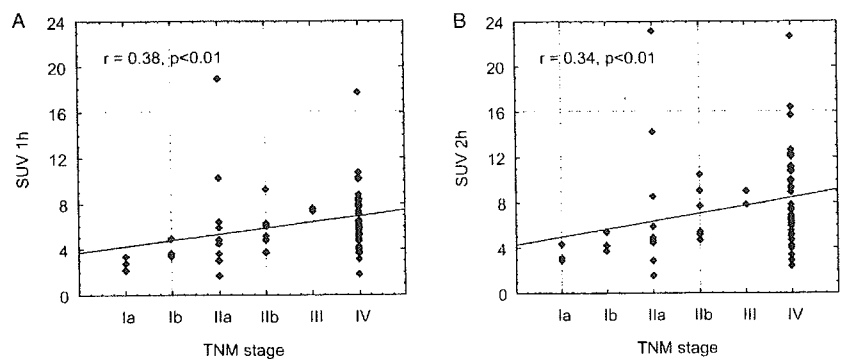 A
r = 0.38, p<0.01
SUV 1h
24
20
16
12
8
4
0
Ia
Ib
IIa
IIb
III
IV
TNM stage
B
r = 0.34, p<0.01
SUV 2h
24
20
16
12
8
4
0
Ia
Ib
IIa
IIb
III
IV
TNM stage